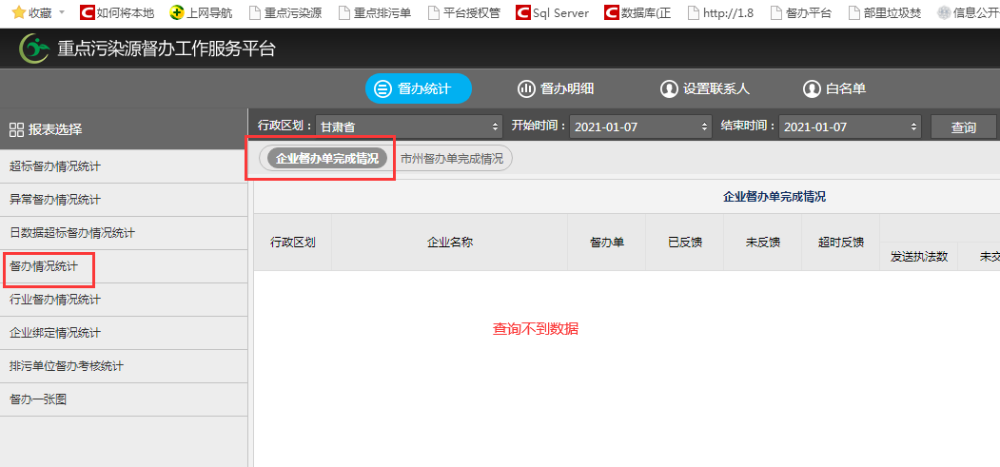 收藏 如何将本地 上网导航 重点污染源 重点排污单 平台授权管 Sql Server 数据库(正 http://1.8 督办平台 部里垃圾焚 信息公开
重点污染源督办工作服务平台
督办统计 督办明细 设置联系人 白名单
报表选择
行政区划： 甘肃省 开始时间： 2021-01-07 结束时间： 2021-01-07 查询
超标督办情况统计
异常督办情况统计
日数据超标督办情况统计
督办情况统计
行业督办情况统计
企业绑定情况统计
排污单位督办考核统计
督办一张图
企业督办单完成情况 市州督办单完成情况
企业督办单完成情况
行政区划 企业名称 督办单 已反馈 未反馈 超时反馈
发送执法数 未交
查询不到数据